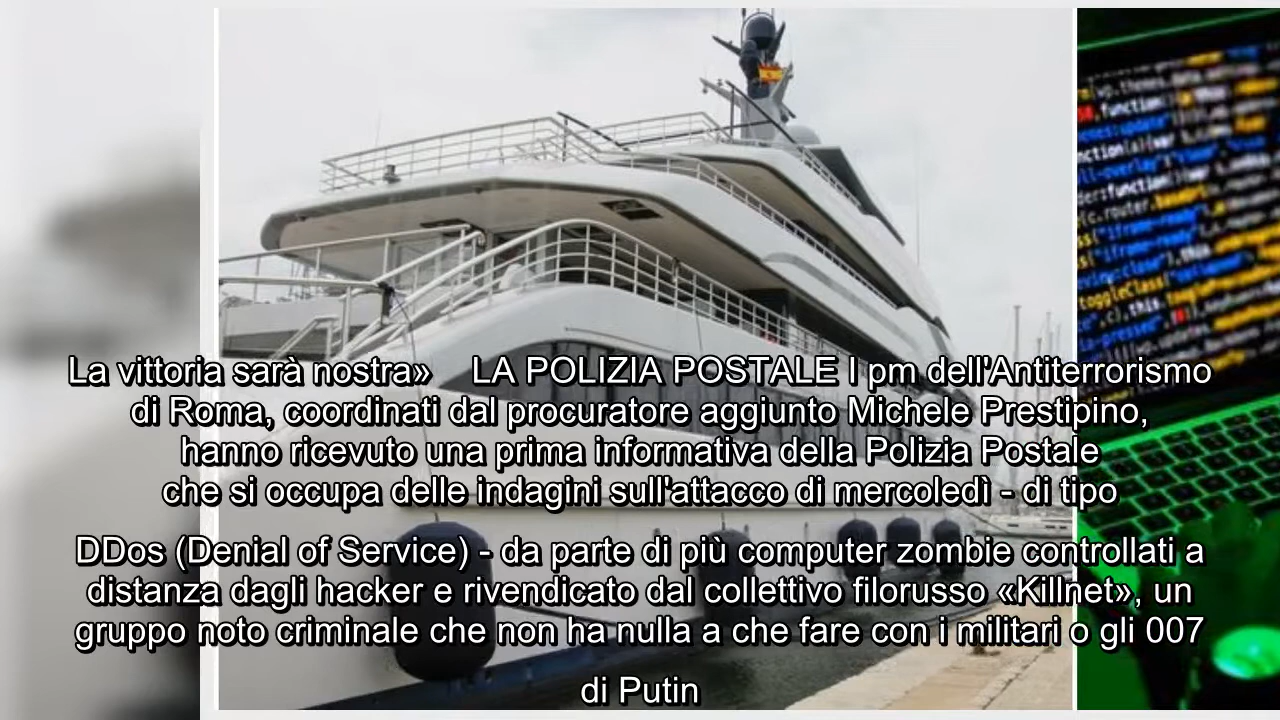 La vittoria sarà nostra» LA POLIZIA POSTALE I pm dell'Antiterrorismo
di Roma, coordinati dal procuratore aggiunto Michele Prestipino,
hanno ricevuto una prima informativa della Polizia Postale
che si occupa delle indagini sull'attacco di mercoledì - di tipo
DDos (Denial of Service) - da parte di più computer zombie controllati a
distanza dagli hacker e rivendicato dal collettivo filorusso «Killnet», un
gruppo noto criminale che non ha nulla a che fare con i militari o gli 007
di Putin